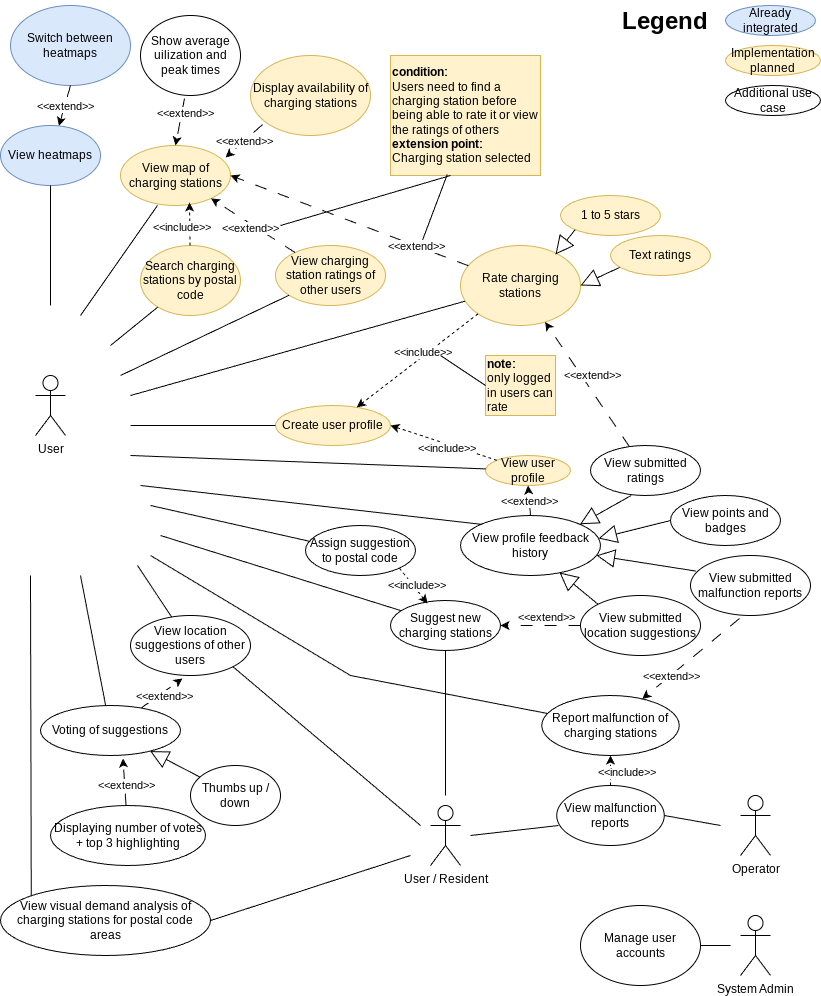 Legend
Already
integrated
Implementation
planned
Additional use
case
Switch between
heatmaps
<<extend>>
View heatmaps
Show average
uilization and
peak times
<<extend>>
Display availability of
charging stations
<<extend>>
View map of
charging stations
condition:
Users need to find a
charging station before
being able to rate it or view
the ratings of others
extension point:
Charging station selected
<<include>>
<<extend>>
<<extend>>
Search charging
stations by postal
code
View charging
station ratings of
other users
Rate charging
stations
1 to 5 stars
Text ratings
<<include>>
note:
only logged
in users can
rate
<<extend>>
User
Create user profile
<<include>>
View user
profile
<<extend>>
View submitted
ratings
View points and
badges
View profile feedback
history
Assign suggestion
to postal code
<<include>>
View submitted
malfunction reports
Suggest new
charging stations
<<extend>>
View submitted
location suggestions
<<extend>>
View location
suggestions of other
users
<<extend>>
Voting of suggestions
<<extend>>
Thumbs up /
down
Displaying number of votes
+ top 3 highlighting
Report malfunction of
charging stations
<<include>>
View malfunction
reports
User / Resident
Operator
View visual demand analysis of
charging stations for postal code
areas
Manage user
accounts
System Admin